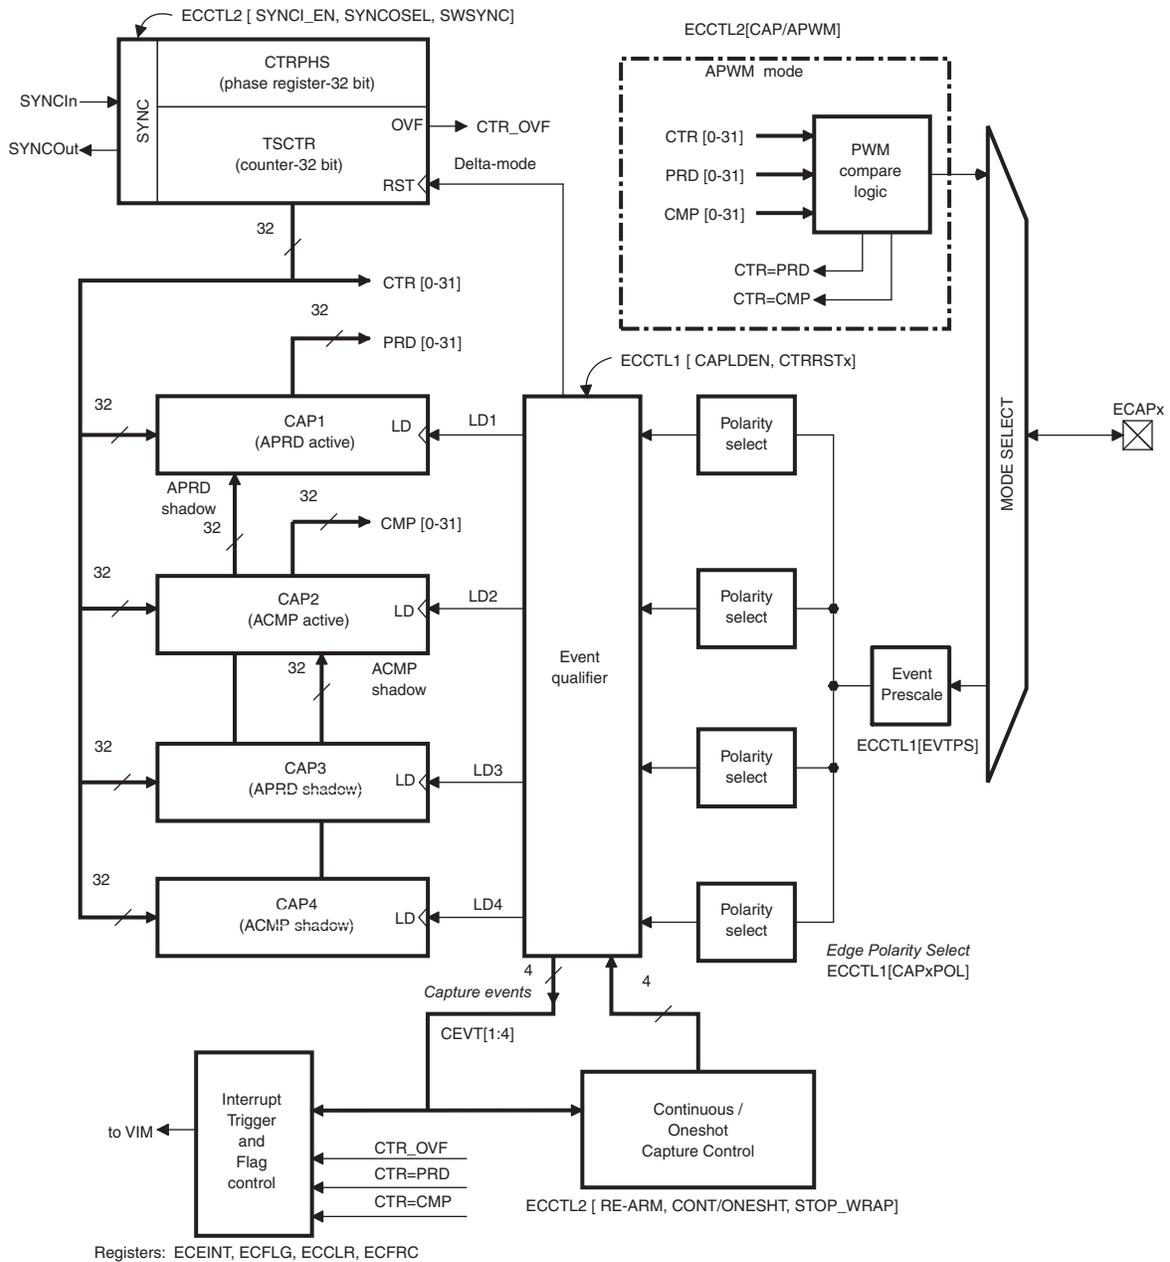 ECCTL2 [ SYNCI_EN, SYNCOSEL, SWSYNC]
ECCTL2[CAP/APWM]
CTRPHS
(phase register-32 bit)
APWM mode
SYNCIn
SYNC
OVF
CTR_OVF
SYNCOut
TSCTR
(counter-32 bit)
Delta-mode
RST
CTR [0-31]
PRD [0-31]
CMP [0-31]
PWM
compare
logic
CTR=PRD
CTR=CMP
32
CTR [0-31]
32
PRD [0-31]
ECCTL1 [ CAPLDEN, CTRRSTx]
32
CAP1
(APRD active)
LD
LD1
Polarity
select
MODE SELECT
ECAPx
APRD
shadow
32
32
CMP [0-31]
32
CAP2
(ACMP active)
LD
LD2
Polarity
select
32
ACMP
shadow
Event
qualifier
Event
Prescale
ECCTL1[EVTPS]
32
CAP3
(APRD shadow)
LD
LD3
Polarity
select
32
CAP4
(ACMP shadow)
LD
LD4
Polarity
select
Edge Polarity Select
ECCTL1[CAPxPOL]
4
Capture events
4
CEVT[1:4]
Interrupt
Trigger
and
Flag
control
to VIM
CTR_OVF
CTR=PRD
CTR=CMP
Continuous /
Oneshot
Capture Control
ECCTL2 [ RE-ARM, CONT/ONESHT, STOP_WRAP]
Registers: ECEINT, ECFLG, ECCLR, ECFRC